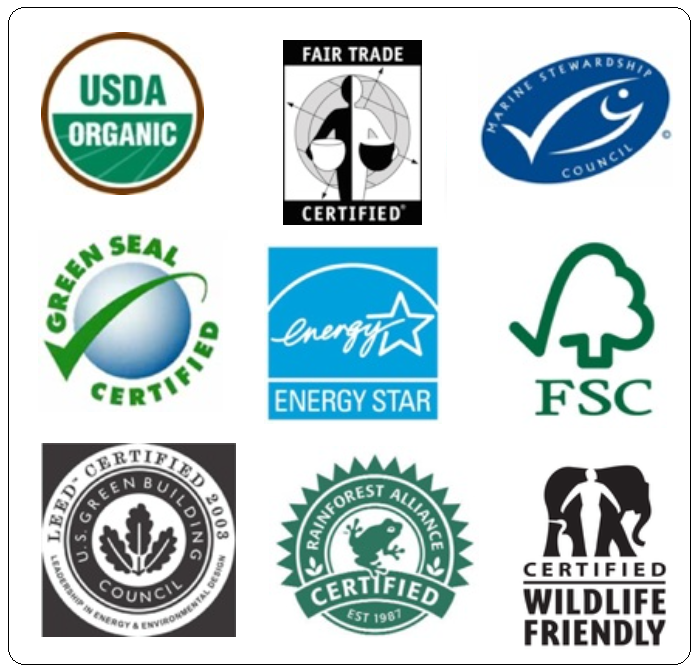 USDA
ORGANIC
FAIR TRADE
CERTIFIED®
MARINE STEWARDSHIP
COUNCIL
©
GREEN SEAL
CERTIFIED
energy
ENERGY STAR
FSC
LEED™ CERTIFIED 2003
U.S. GREEN BUILDING
COUNCIL
LEADERSHIP IN ENERGY & ENVIRONMENTAL DESIGN
RAINFOREST ALLIANCE
CERTIFIED
EST 1987
CERTIFIED
WILDLIFE
FRIENDLY